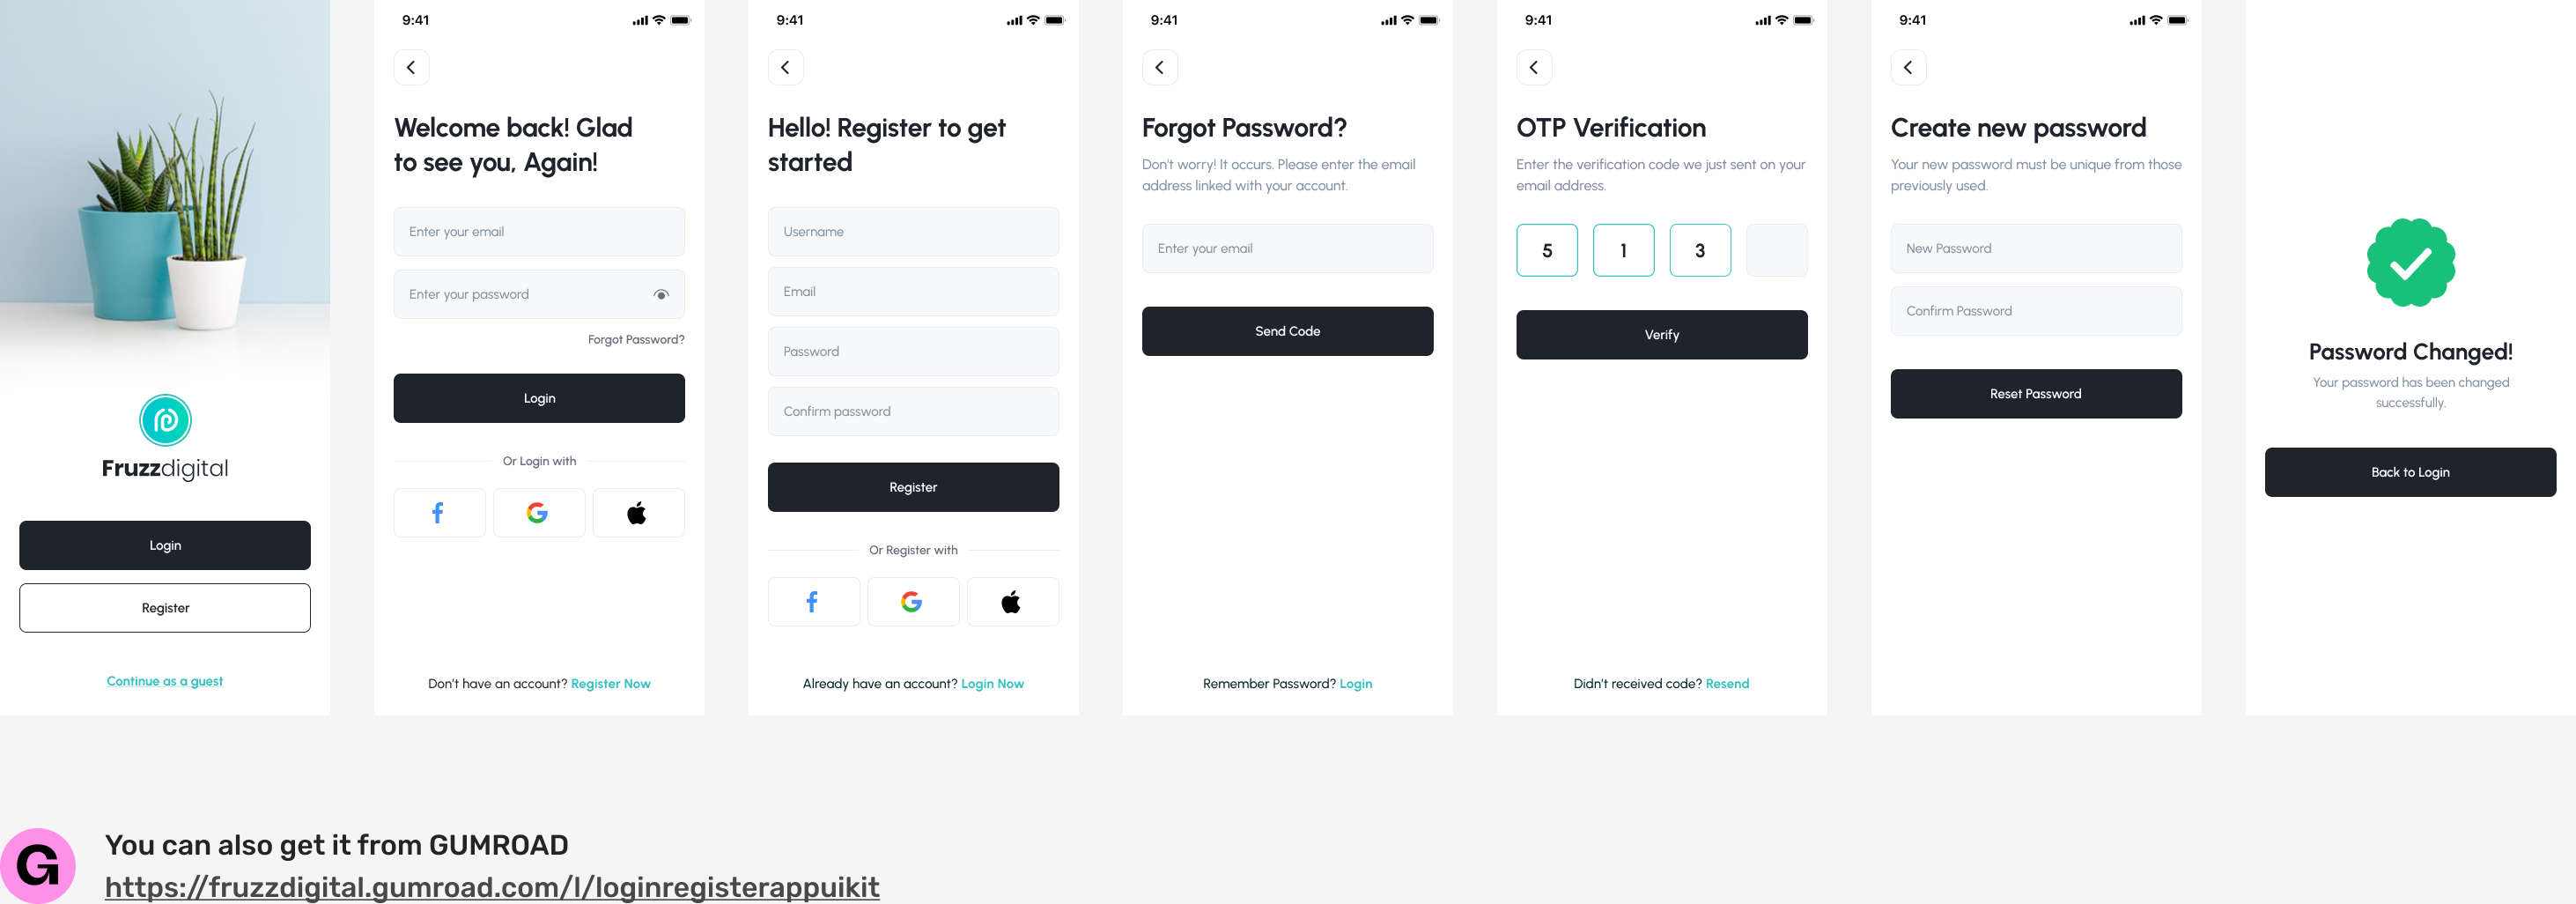 Fruzzdigital
Login
Register
Continue as a guest
9:41
Welcome back! Glad
to see you, Again!
Enter your email
Enter your password
Forgot Password?
Login
Or Login with
Don't have an account? Register Now
9:41
Hello! Register to get
started
Username
Email
Password
Confirm password
Register
Or Register with
Already have an account? Login Now
9:41
Forgot Password?
Don't worry! It occurs. Please enter the email
address linked with your account.
Enter your email
Send Code
Remember Password? Login
9:41
OTP Verification
Enter the verification code we just sent on your
email address.
5 1 3
Verify
Didn't received code? Resend
9:41
Create new password
Your new password must be unique from those
previously used.
New Password
Confirm Password
Reset Password
Password Changed!
Your password has been changed
successfully.
Back to Login
G
You can also get it from GUMROAD
https://fruzzdigital.gumroad.com/l/loginregisterappuikit